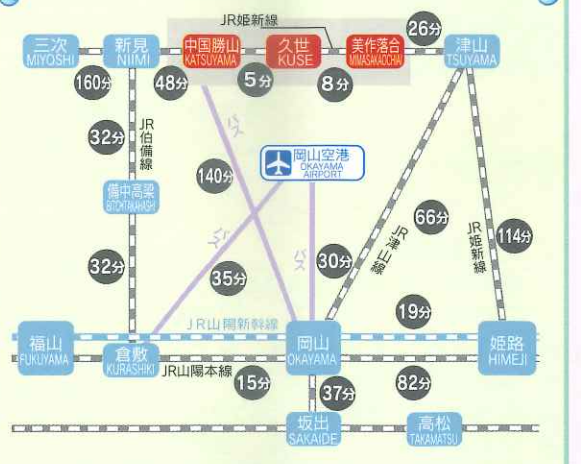 JR姫新線
三次
MIYOSHI
新見
NIIMI
中国勝山
KATSUYAMA
久世
KUSE
美作落合
MIMASAKAOCHIAI
26分
津山
TSUYAMA
160分
48分
5分
8分
32分
JR伯備線
バス
岡山空港
OKAYAMA
AIRPORT
備中高梁
BITCHUTAKAHASHI
140分
66分
JR津山線
JR姫新線
114分
32分
バス
35分
バス
30分
19分
JR山陽新幹線
福山
FUKUYAMA
倉敷
KURASHIKI
岡山
OKAYAMA
姫路
HIMEJI
JR山陽本線
15分
37分
82分
坂出
SAKAIDE
高松
TAKAMATSU